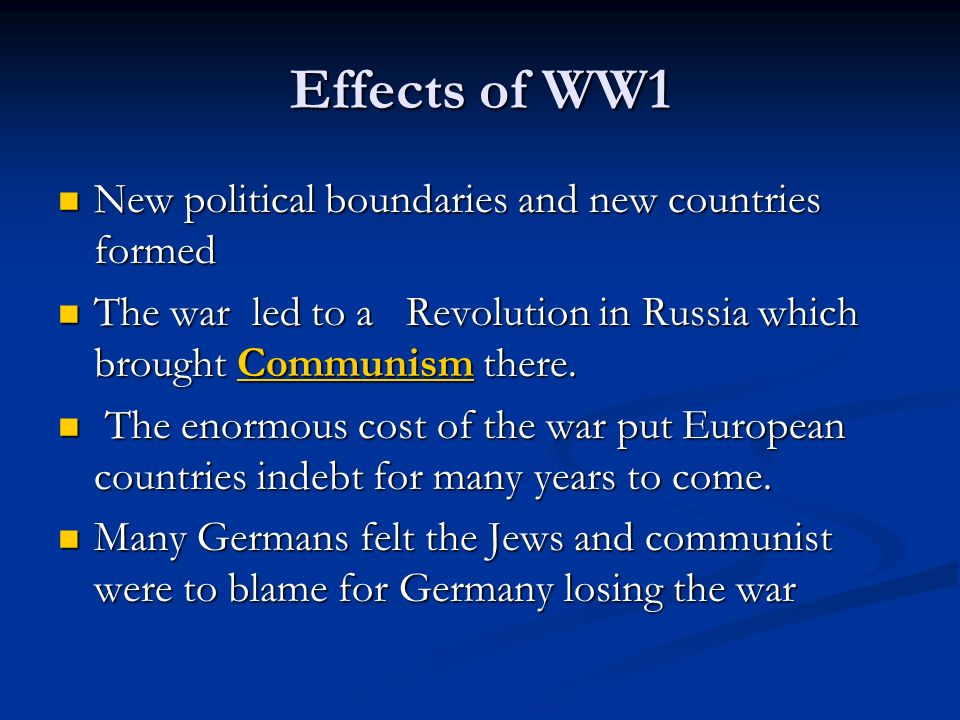 Effects of WW1
New political boundaries and new countries
formed
The war led to a Revolution in Russia which
brought Communism there.
The enormous cost of the war put European
countries indebt for many years to come.
Many Germans felt the Jews and communist
were to blame for Germany losing the war